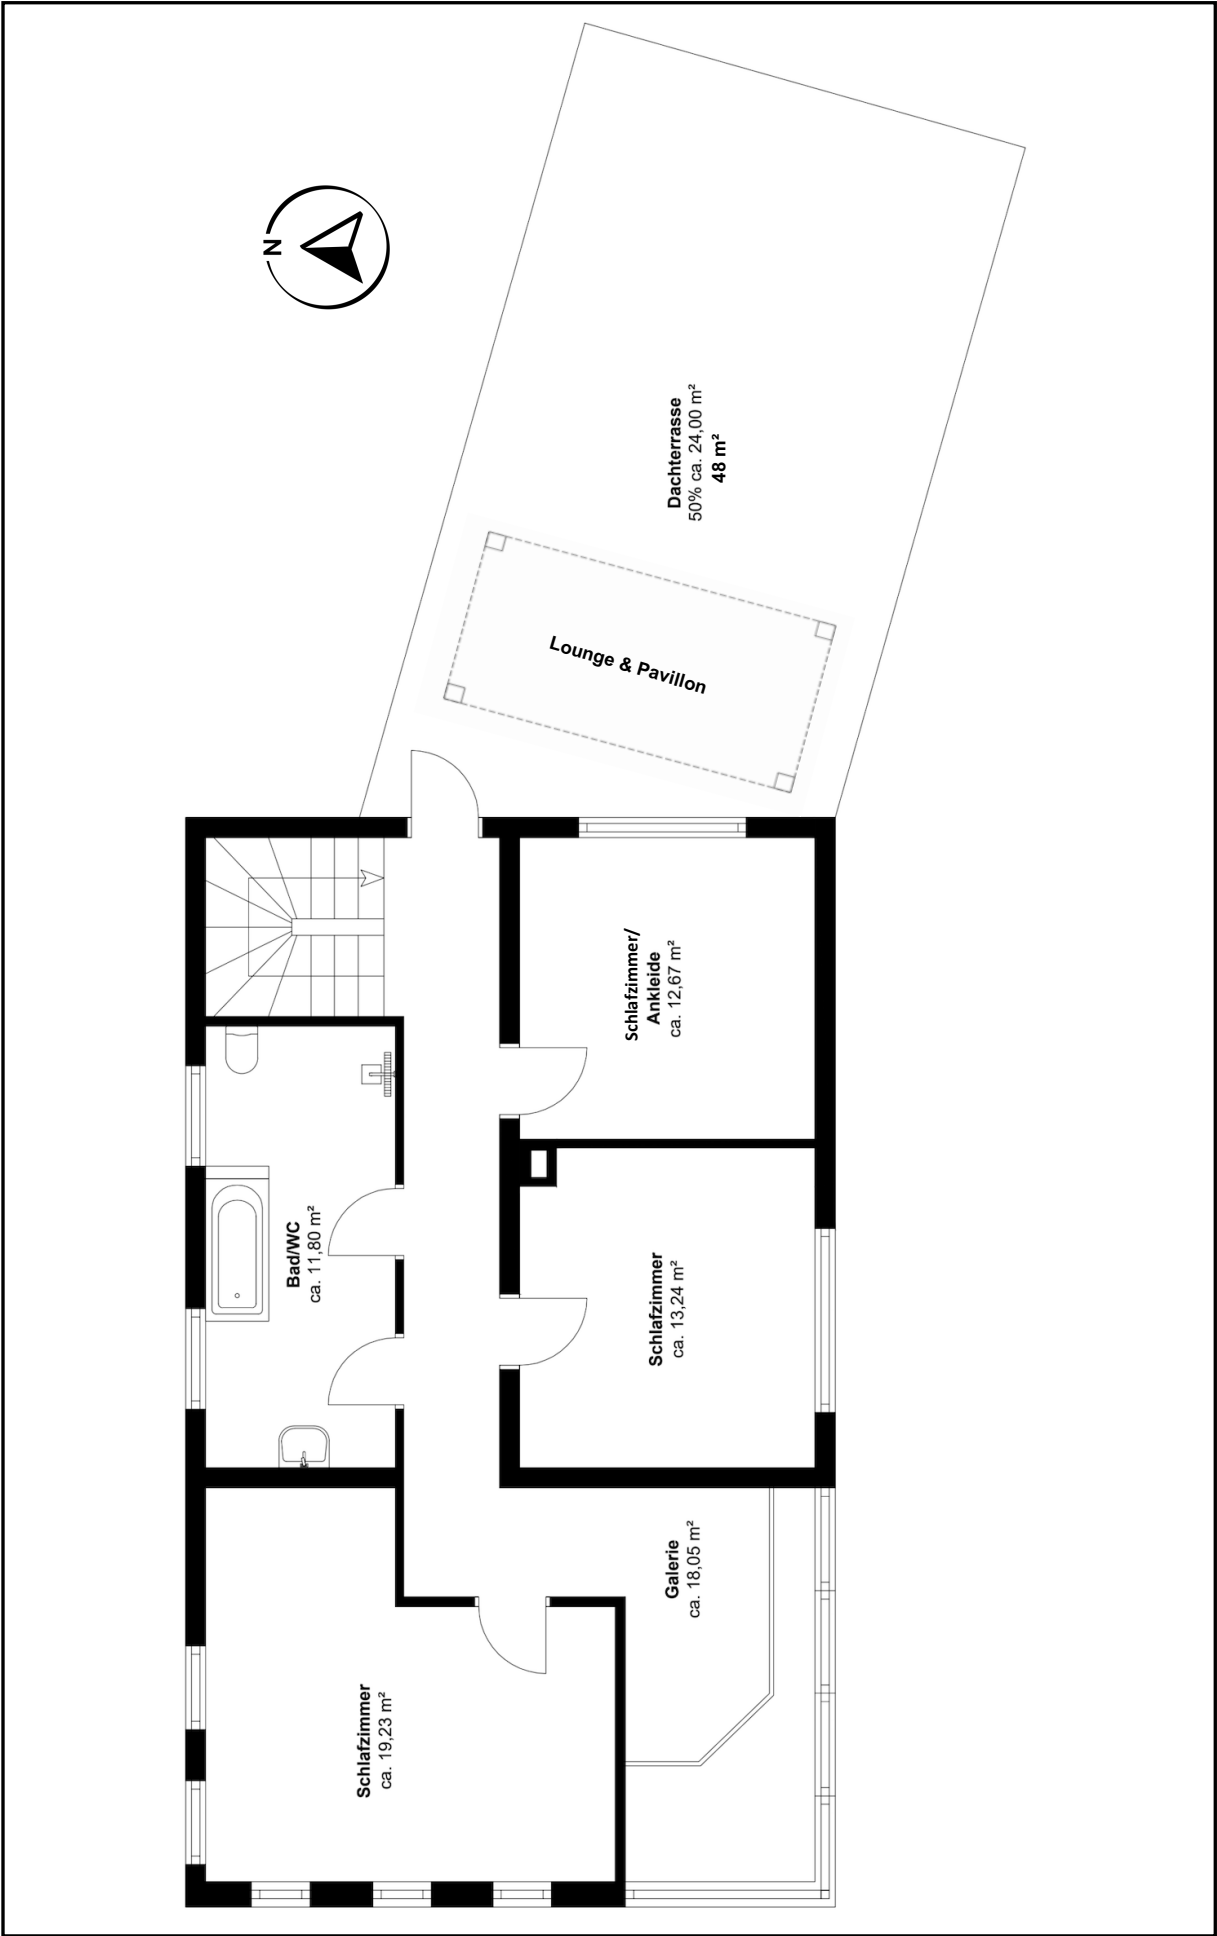 N
Dachterrasse
50% ca. 24,00 m²
48 m²
Lounge & Pavillon
Schlafzimmer/
Ankleide
ca. 12,67 m²
Bad/WC
ca. 11,80 m²
Schlafzimmer
ca. 13,24 m²
Galerie
ca. 18,05 m²
Schlafzimmer
ca. 19,23 m²